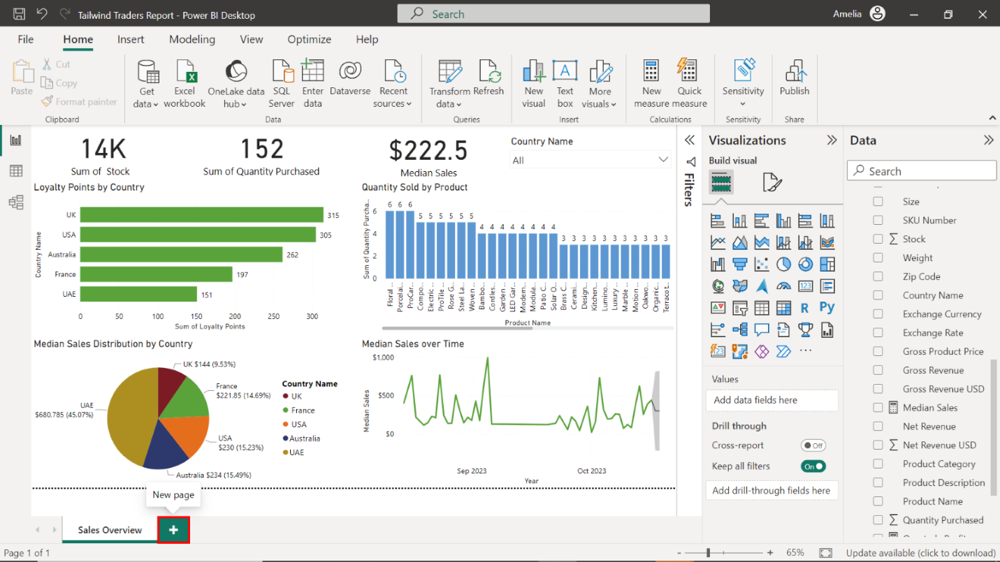 Tailwind Traders Report - Power BI Desktop
Search
Amelia
File Home Insert Modeling View Optimize Help
Paste
Cut
Copy
Format painter
Clipboard
Get data
Excel workbook
OneLake data hub
SQL Server
Enter data
Dataverse
Recent sources
Data
Transform data
Refresh
Queries
New visual
Text box
More visuals
Insert
New measure
Quick measure
Calculations
Sensitivity
Sensitivity
Publish
Share
14K
Sum of Stock
152
Sum of Quantity Purchased
$222.5
Median Sales
Country Name
All
Loyalty Points by Country
Country Name
UK 315
USA 305
Australia 262
France 197
UAE 151
0 50 100 150 200 250 300
Sum of Loyalty Points
Quantity Sold by Product
Sum of Quantity Purcha...
6
4
2
0
6 6 6 5 5 5 5 5 5 4 4 4 4 4 4 4 4 3 3 3 3 3 3 3 3 3 3 3
Floral ...
Porcelai...
ProCar...
Compo...
Electric ...
ProTile ...
Rose G...
Steel La...
Woven ...
Bambo...
Cordles...
Garden ...
LED Gar...
Modern...
Modula...
Patio C...
Solar O...
Brass C...
Cerami...
Design...
Kitchen...
Lumino...
Luxury ...
Marble ...
Motion ...
Oakwo...
Organic...
Terracot...
Product Name
Median Sales Distribution by Country
UK $144 (9.53%)
France
$221.85 (14.69%)
USA
$230 (15.23%)
Australia $234 (15.49%)
UAE
$680.785 (45.07%)
Country Name
UK
France
USA
Australia
UAE
Median Sales over Time
Median Sales
$1,000
$500
$0
Sep 2023 Oct 2023
Year
New page
Sales Overview
+
Page 1 of 1
Filters
Visualizations
Build visual
123
R
Py
123
...
Values
Add data fields here
Drill through
Cross-report Off
Keep all filters On
Add drill-through fields here
Data
Search
Size
SKU Number
Stock
Weight
Zip Code
Country Name
Exchange Currency
Exchange Rate
Gross Product Price
Gross Revenue
Gross Revenue USD
Median Sales
Net Revenue
Net Revenue USD
Product Category
Product Description
Product Name
Quantity Purchased
- + 65%
Update available (click to download)